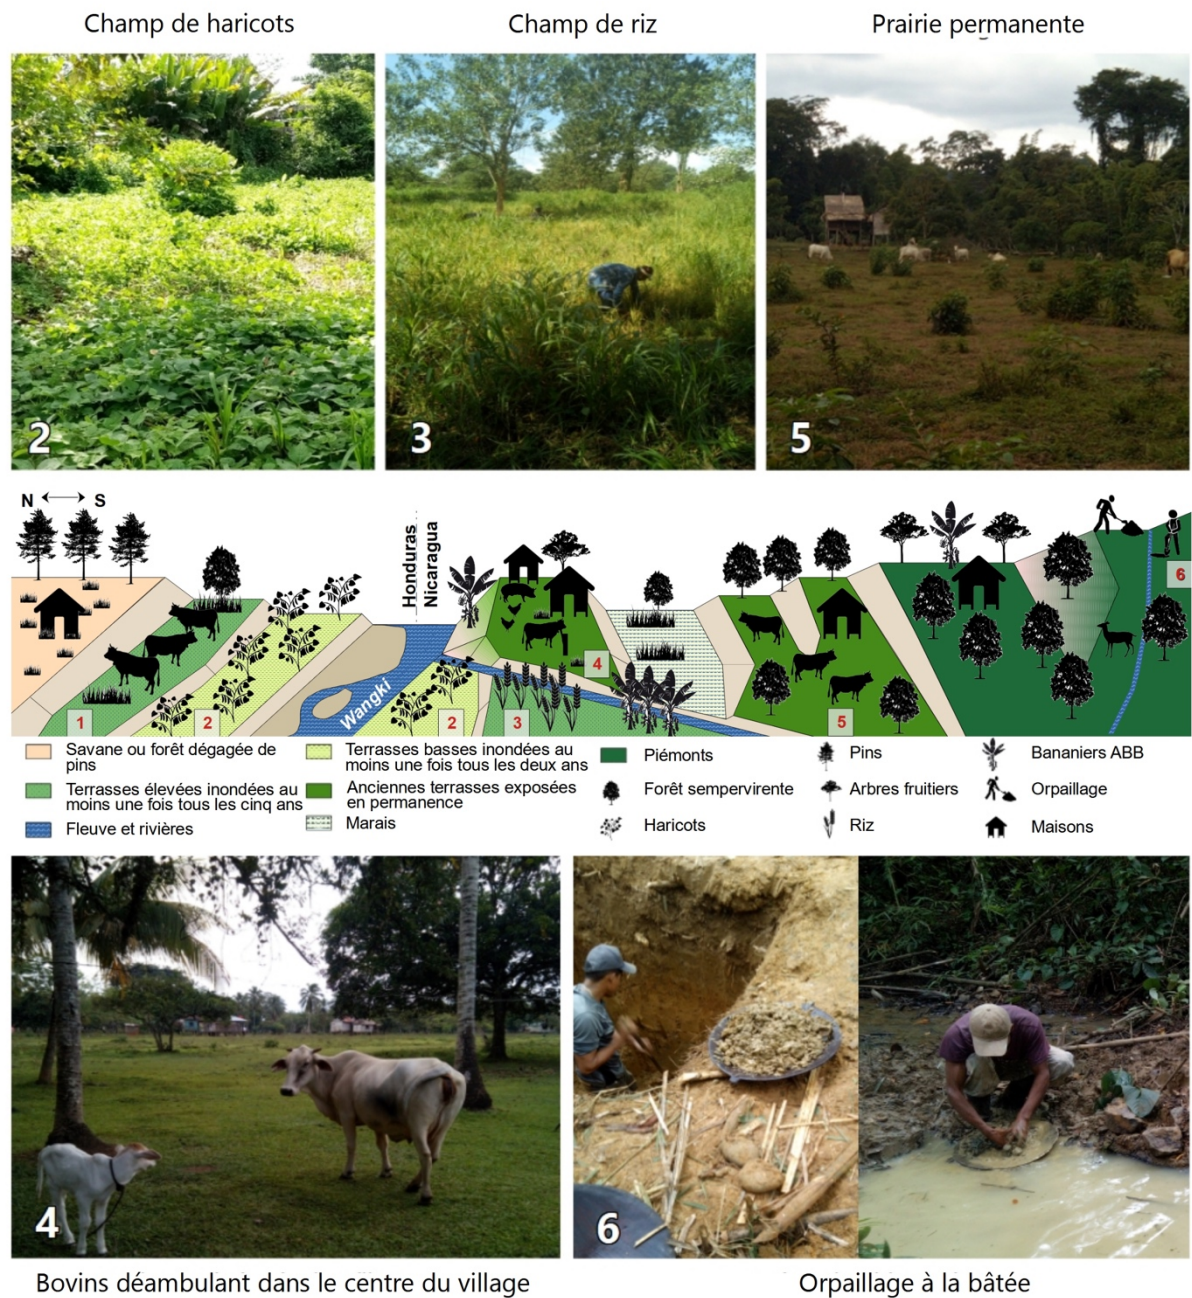 Champ de haricots
Champ de riz
Prairie permanente
2
3
5
N S
Honduras
Nicaragua
6
4
Wangki
1
2
2
3
5
Savane ou forêt dégagée de
pins
Terrasses élevées inondées au
moins une fois tous les cinq ans
Fleuve et rivières
Terrasses basses inondées au
moins une fois tous les deux ans
Anciennes terrasses exposées
en permanence
Marais
Piémonts
Forêt sempervirente
Haricots
Pins
Arbres fruitiers
Riz
Bananiers ABB
Orpaillage
Maisons
4
6
Bovins déambulant dans le centre du village
Orpaillage à la bâtée